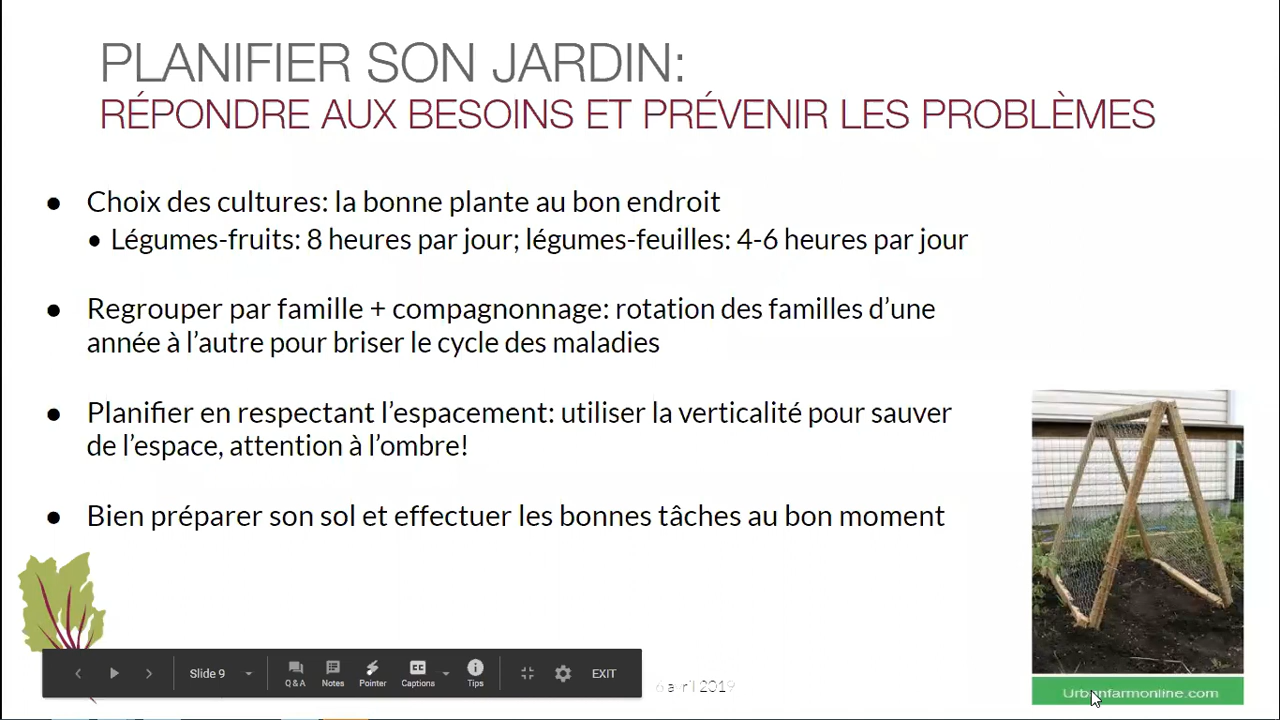 PLANIFIER SON JARDIN:
RÉPONDRE AUX BESOINS ET PRÉVENIR LES PROBLÈMES
● Choix des cultures: la bonne plante au bon endroit
● Légumes-fruits: 8 heures par jour; légumes-feuilles: 4-6 heures par jour
● Regrouper par famille + compagnonnage: rotation des familles d’une
année à l’autre pour briser le cycle des maladies
● Planifier en respectant l’espacement: utiliser la verticalité pour sauver
de l’espace, attention à l’ombre!
● Bien préparer son sol et effectuer les bonnes tâches au bon moment
Urbanfarmonline.com
Slide 9
Q&A Notes Pointer Captions Tips
EXIT
6 avril 2019